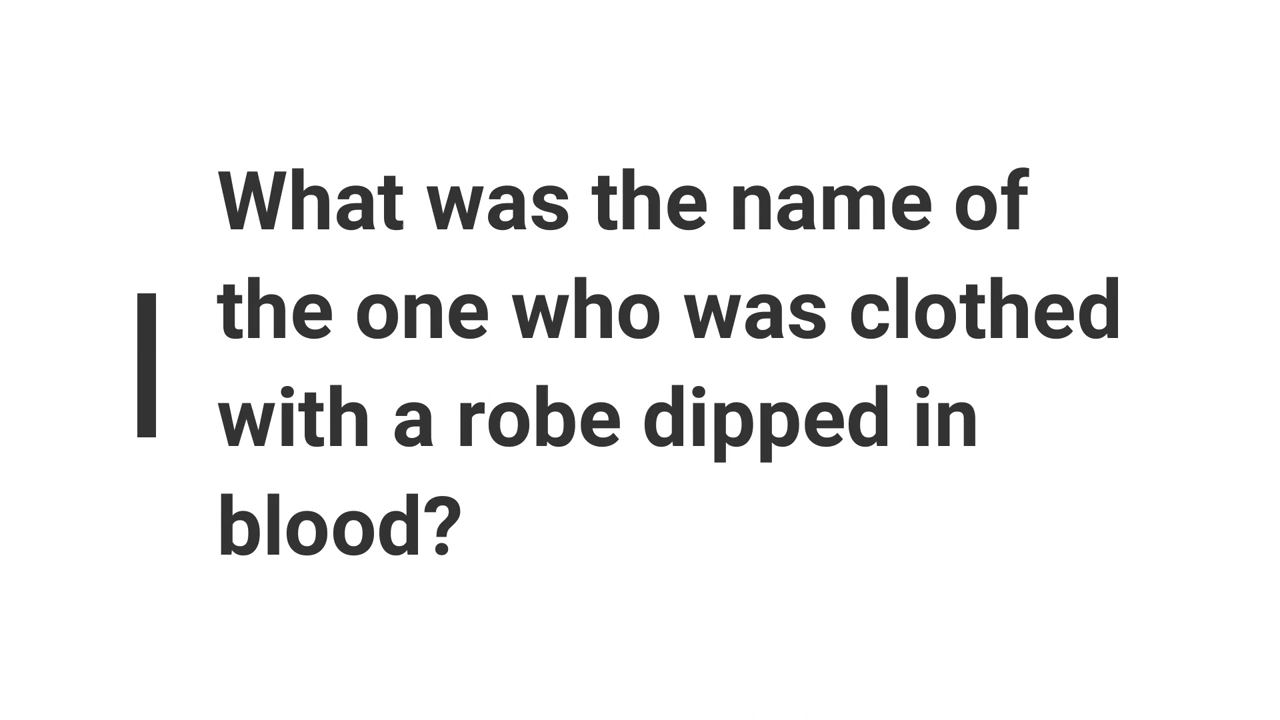 What was the name of
the one who was clothed
with a robe dipped in
blood?